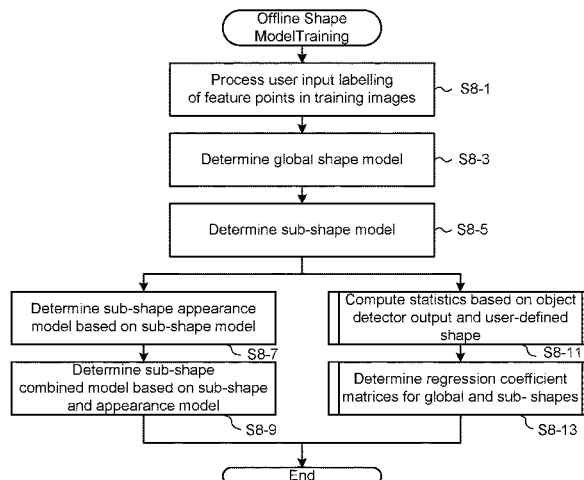 Offline Shape
ModelTraining
Process user input labelling
of feature points in training images
S8-1
Determine global shape model
S8-3
Determine sub-shape model
S8-5
Determine sub-shape appearance
model based on sub-shape model
S8-7
Determine sub-shape
combined model based on sub-shape
and appearance model
S8-9
Compute statistics based on object
detector output and user-defined
shape
S8-11
Determine regression coefficient
matrices for global and sub- shapes
S8-13
End